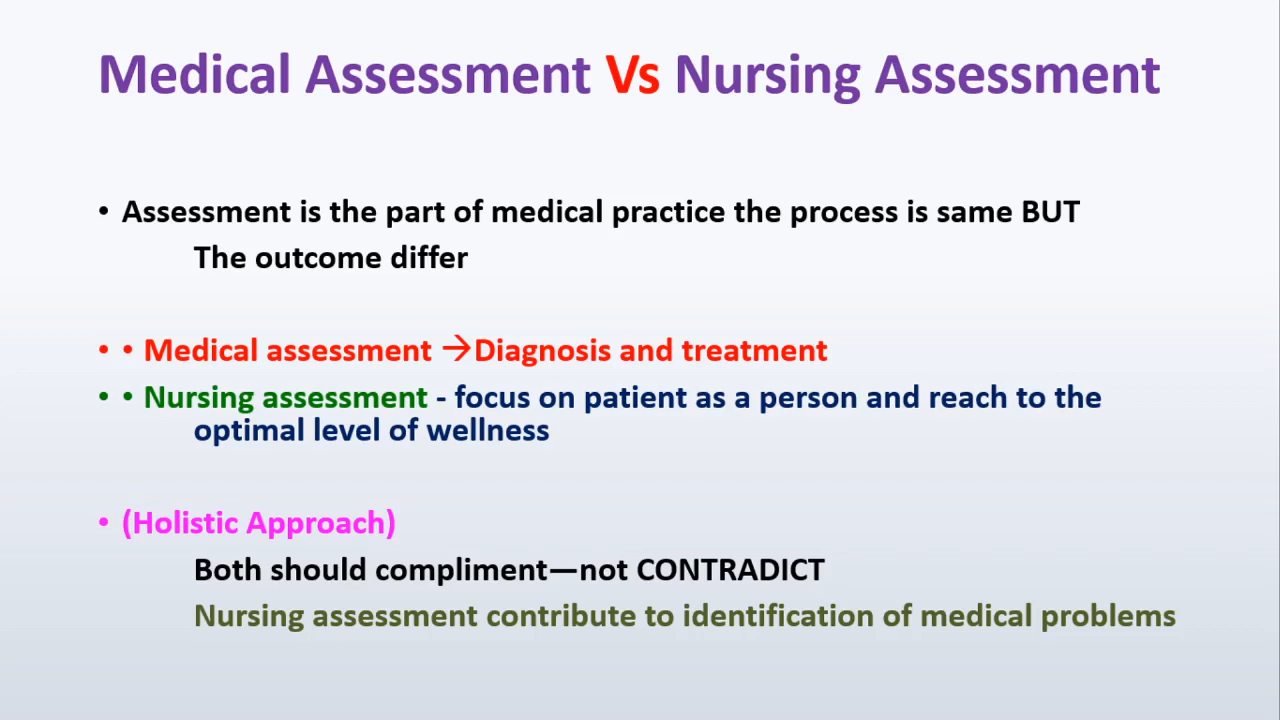 Medical Assessment Vs Nursing Assessment
• Assessment is the part of medical practice the process is same BUT
The outcome differ
• • Medical assessment →Diagnosis and treatment
• • Nursing assessment - focus on patient as a person and reach to the
optimal level of wellness
• (Holistic Approach)
Both should compliment—not CONTRADICT
Nursing assessment contribute to identification of medical problems